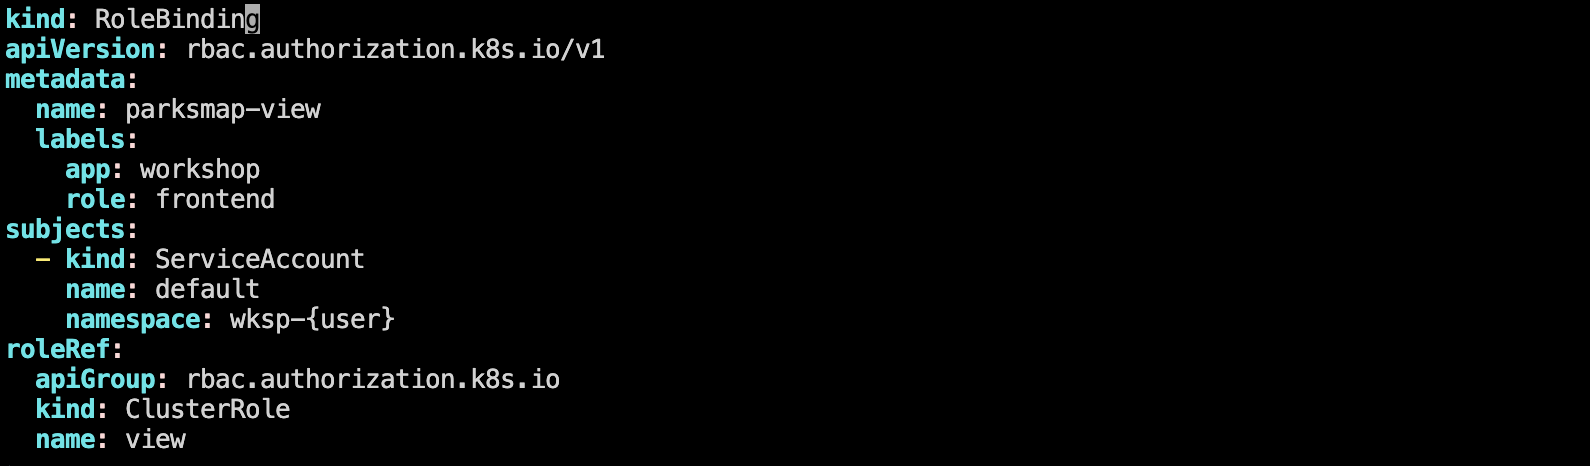 kind: RoleBinding
apiVersion: rbac.authorization.k8s.io/v1
metadata:
  name: parksmap-view
  labels:
    app: workshop
    role: frontend
subjects:
  - kind: ServiceAccount
    name: default
    namespace: wksp-{user}
roleRef:
  apiGroup: rbac.authorization.k8s.io
  kind: ClusterRole
  name: view